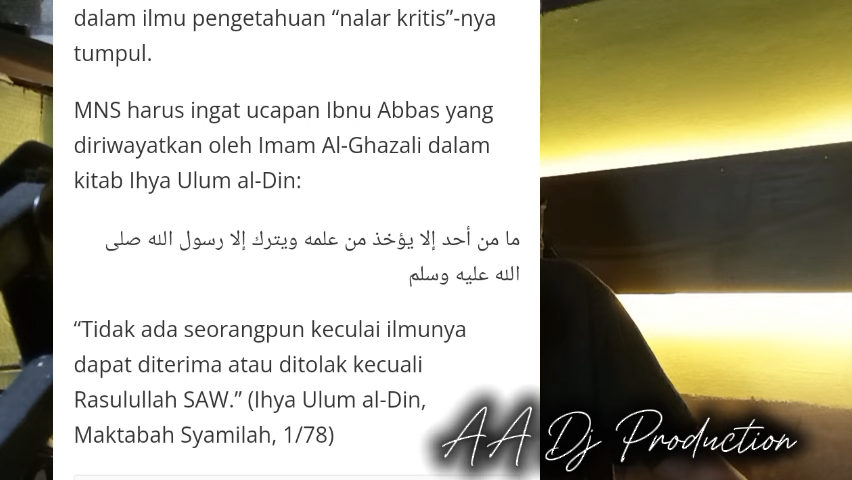 dalam ilmu pengetahuan “nalar kritis”-nya
tumpul.
MNS harus ingat ucapan Ibnu Abbas yang
diriwayatkan oleh Imam Al-Ghazali dalam
kitab Ihya Ulum al-Din:
ما من أحد إلا يؤخذ من علمه ويترك إلا رسول الله صلى
الله عليه وسلم
“Tidak ada seorangpun keculai ilmunya
dapat diterima atau ditolak kecuali
Rasulullah SAW.” (Ihya Ulum al-Din,
Maktabah Syamilah, 1/78)
AA Dj Production